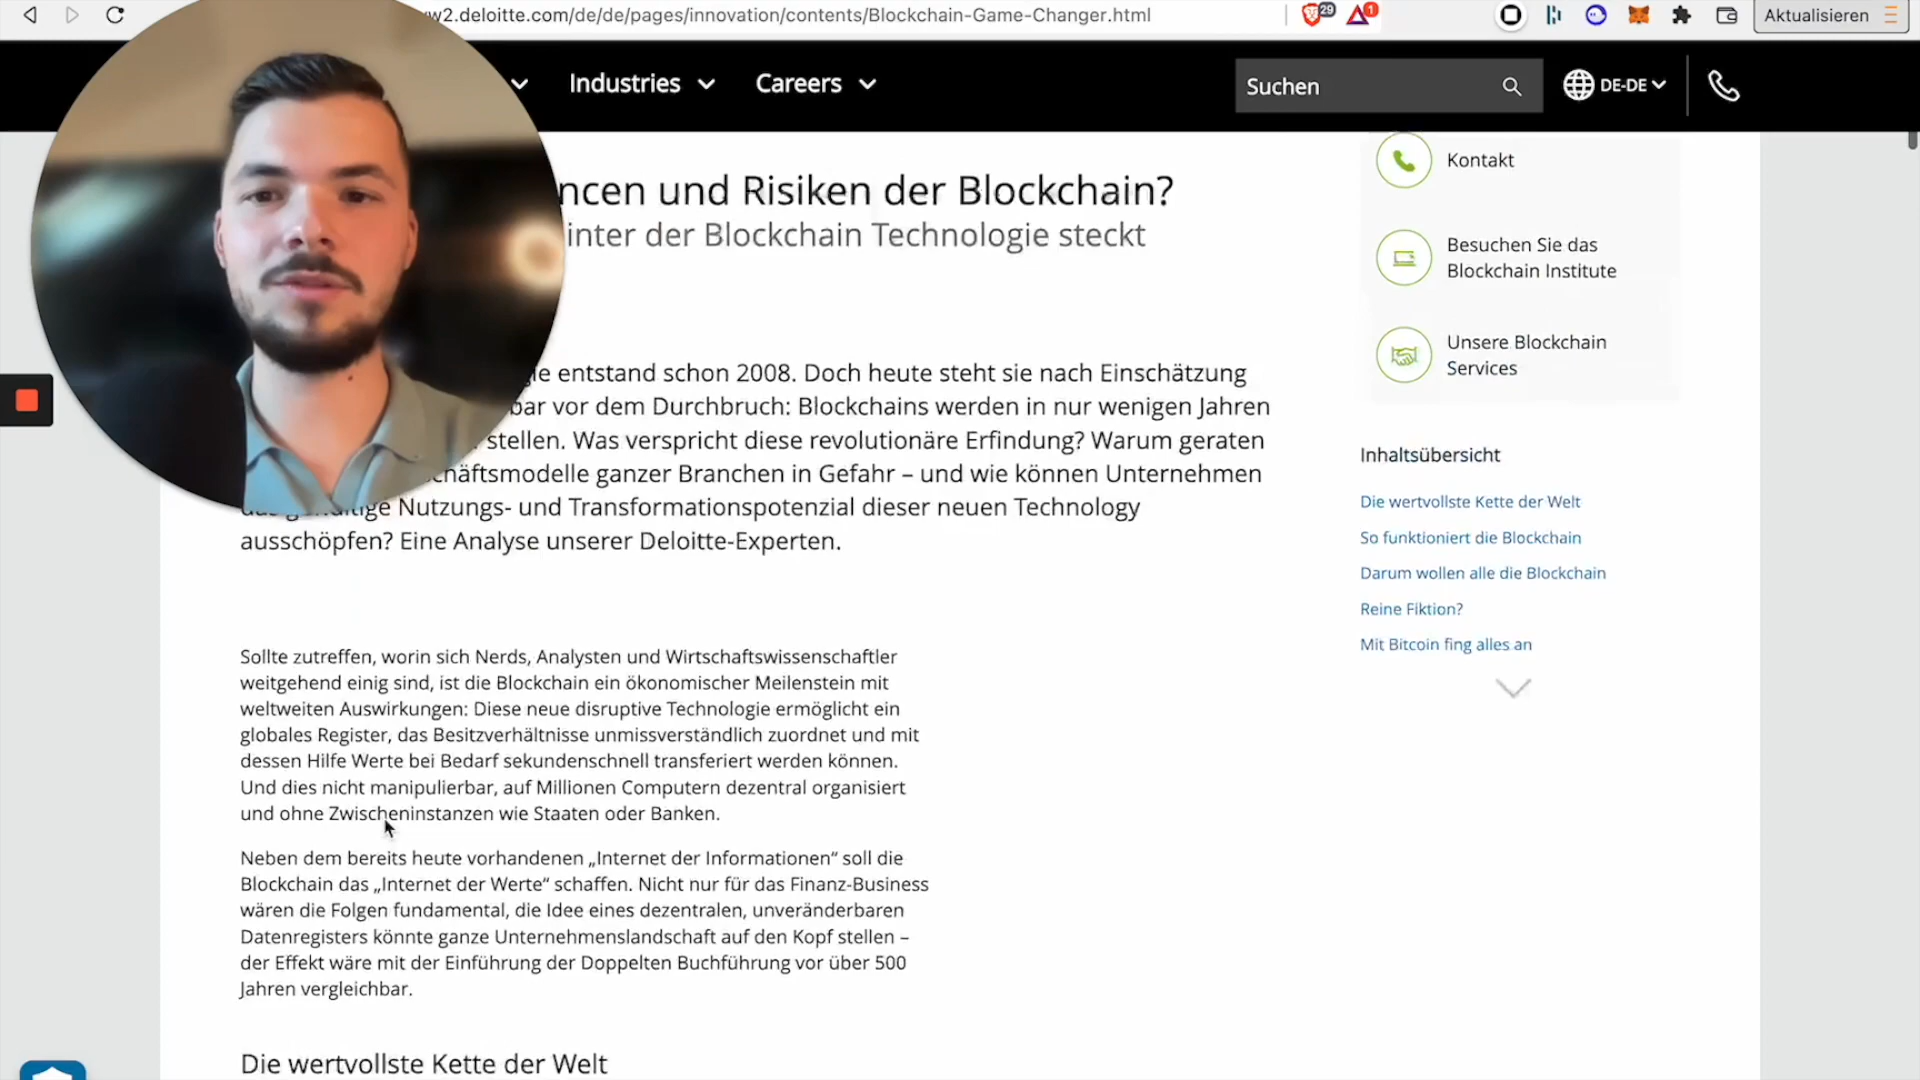 w2.deloitte.com/de/de/pages/innovation/contents/Blockchain-Game-Changer.html
29
1
Aktualisieren
Industries
Careers
Suchen
DE-DE
ncen und Risiken der Blockchain?
inter der Blockchain Technologie steckt
entstand schon 2008. Doch heute steht sie nach Einschätzung
bar vor dem Durchbruch: Blockchains werden in nur wenigen Jahren
stellen. Was verspricht diese revolutionäre Erfindung? Warum geraten
chäftsmodelle ganzer Branchen in Gefahr – und wie können Unternehmen
Nutzungs- und Transformationspotenzial dieser neuen Technology
ausschöpfen? Eine Analyse unserer Deloitte-Experten.
Sollte zutreffen, worin sich Nerds, Analysten und Wirtschaftswissenschaftler
weitgehend einig sind, ist die Blockchain ein ökonomischer Meilenstein mit
weltweiten Auswirkungen: Diese neue disruptive Technologie ermöglicht ein
globales Register, das Besitzverhältnisse unmissverständlich zuordnet und mit
dessen Hilfe Werte bei Bedarf sekundenschnell transferiert werden können.
Und dies nicht manipulierbar, auf Millionen Computern dezentral organisiert
und ohne Zwischeninstanzen wie Staaten oder Banken.
Neben dem bereits heute vorhandenen „Internet der Informationen“ soll die
Blockchain das „Internet der Werte“ schaffen. Nicht nur für das Finanz-Business
wären die Folgen fundamental, die Idee eines dezentralen, unveränderbaren
Datenregisters könnte ganze Unternehmenslandschaft auf den Kopf stellen –
der Effekt wäre mit der Einführung der Doppelten Buchführung vor über 500
Jahren vergleichbar.
Die wertvollste Kette der Welt
Kontakt
Besuchen Sie das
Blockchain Institute
Unsere Blockchain
Services
Inhaltsübersicht
Die wertvollste Kette der Welt
So funktioniert die Blockchain
Darum wollen alle die Blockchain
Reine Fiktion?
Mit Bitcoin fing alles an